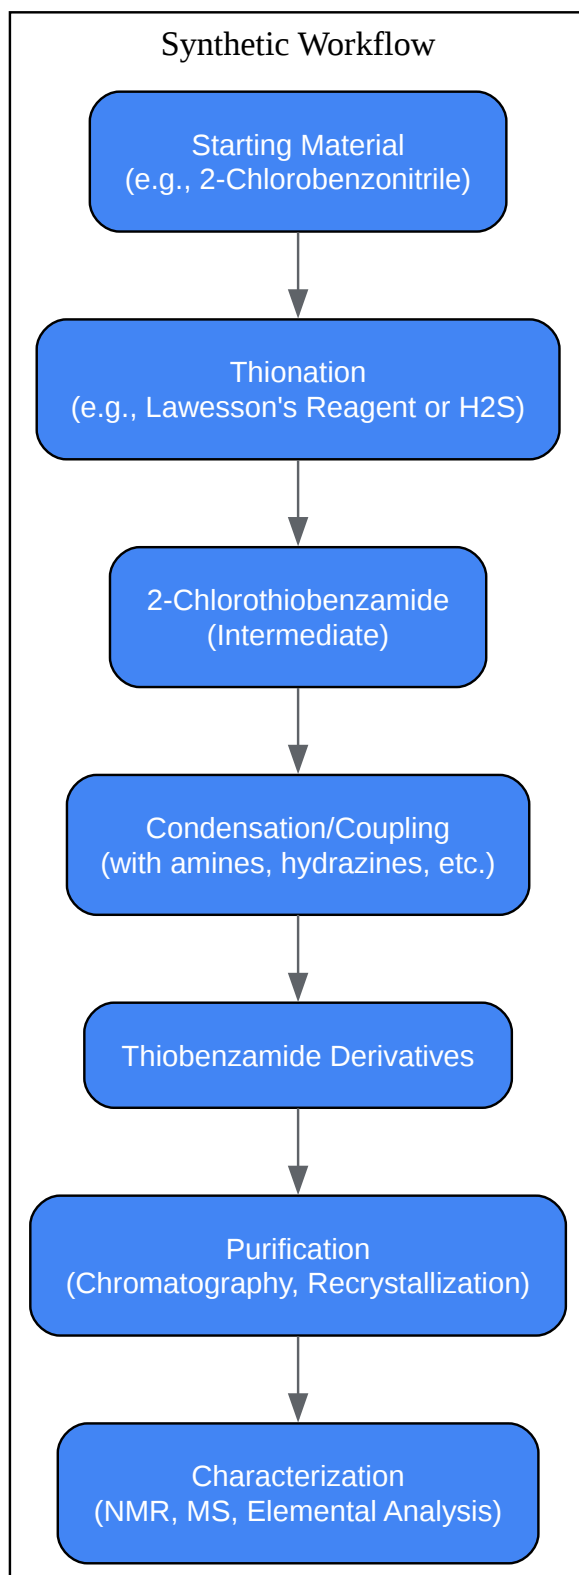 Synthetic Workflow
Starting Material
(e.g., 2-Chlorobenzonitrile)
Thionation
(e.g., Lawesson's Reagent or H2S)
2-Chlorothiobenzamide
(Intermediate)
Condensation/Coupling
(with amines, hydrazines, etc.)
Thiobenzamide Derivatives
Purification
(Chromatography, Recrystallization)
Characterization
(NMR, MS, Elemental Analysis)